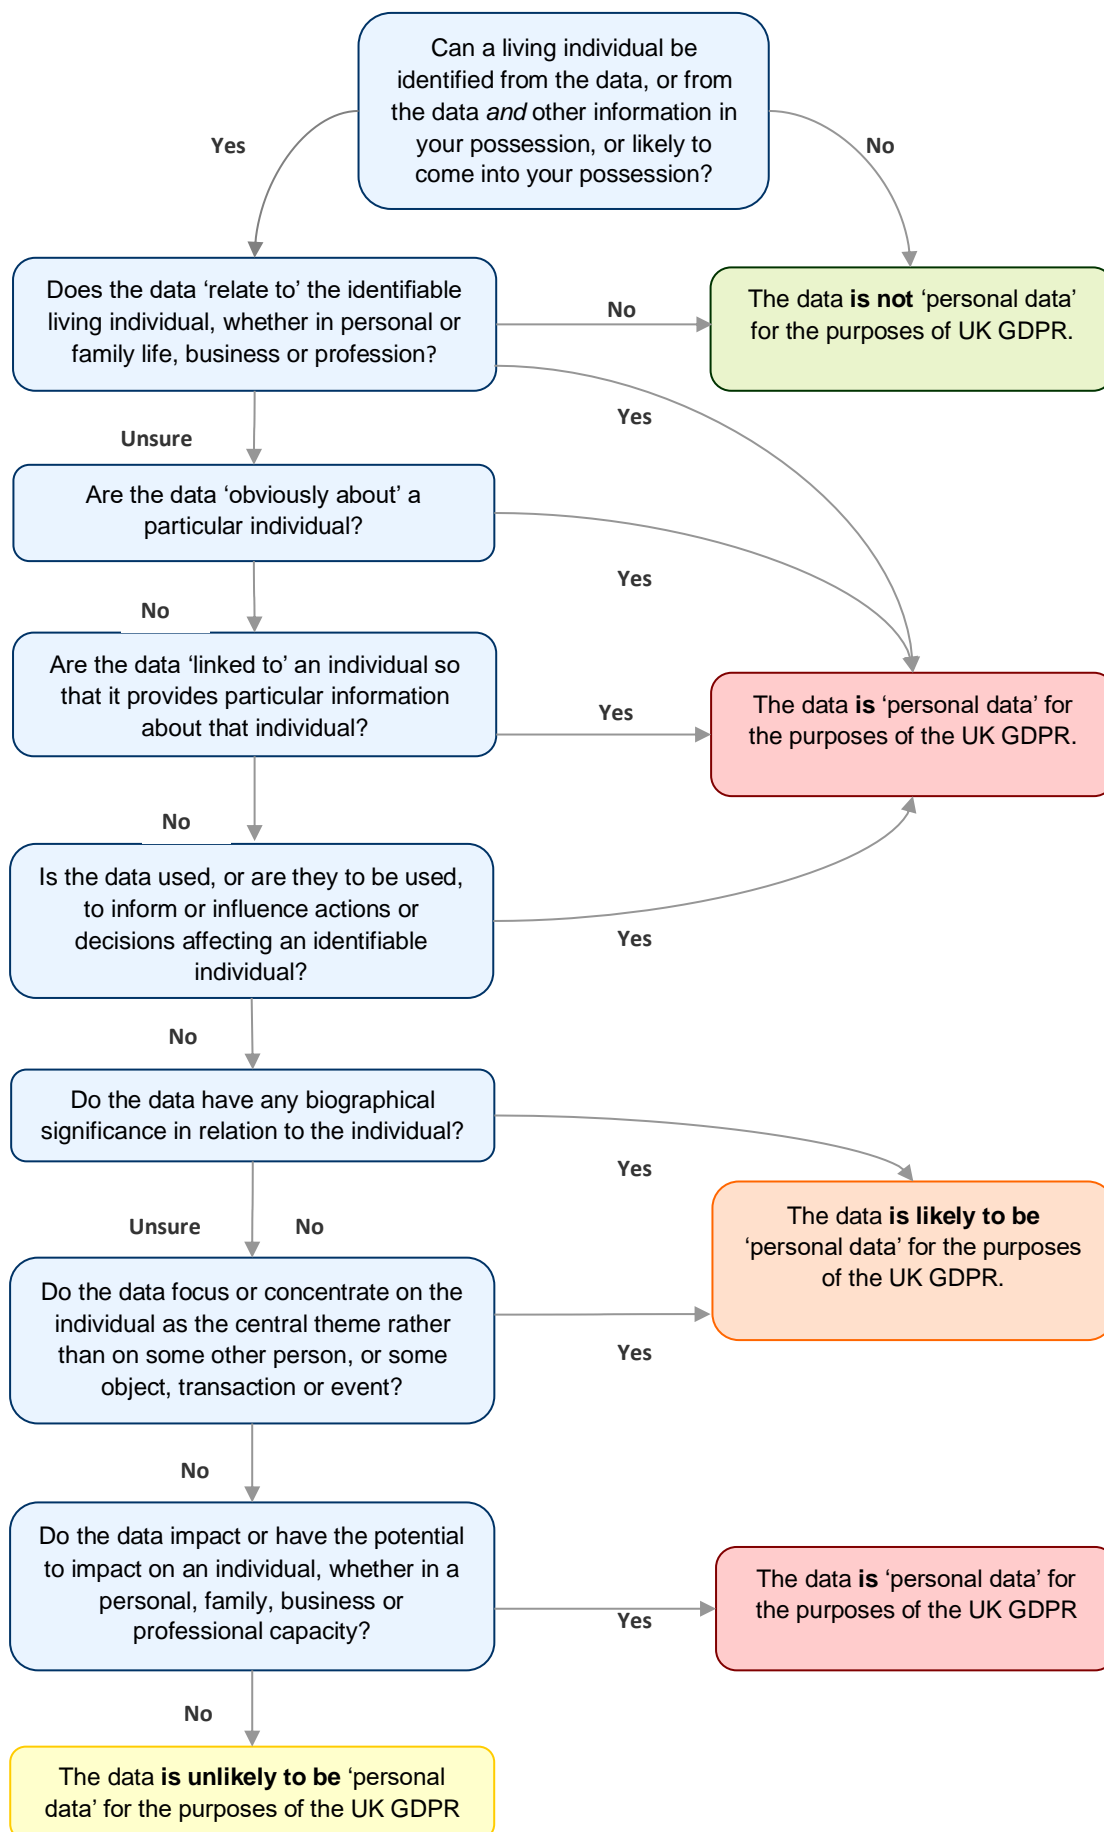 Can a living individual be
identified from the data, or from
the data and other information in
your possession, or likely to
come into your possession?
Yes
No
Does the data ‘relate to’ the identifiable
living individual, whether in personal or
family life, business or profession?
No
The data is not ‘personal data’
for the purposes of UK GDPR.
Yes
Unsure
Are the data ‘obviously about’ a
particular individual?
Yes
No
Are the data ‘linked to’ an individual so
that it provides particular information
about that individual?
Yes
The data is ‘personal data’ for
the purposes of the UK GDPR.
No
Is the data used, or are they to be used,
to inform or influence actions or
decisions affecting an identifiable
individual?
Yes
No
Do the data have any biographical
significance in relation to the individual?
Yes
Unsure
No
The data is likely to be
‘personal data’ for the purposes
of the UK GDPR.
Do the data focus or concentrate on the
individual as the central theme rather
than on some other person, or some
object, transaction or event?
Yes
No
Do the data impact or have the potential
to impact on an individual, whether in a
personal, family, business or
professional capacity?
Yes
The data is ‘personal data’ for
the purposes of the UK GDPR
No
The data is unlikely to be ‘personal
data’ for the purposes of the UK GDPR